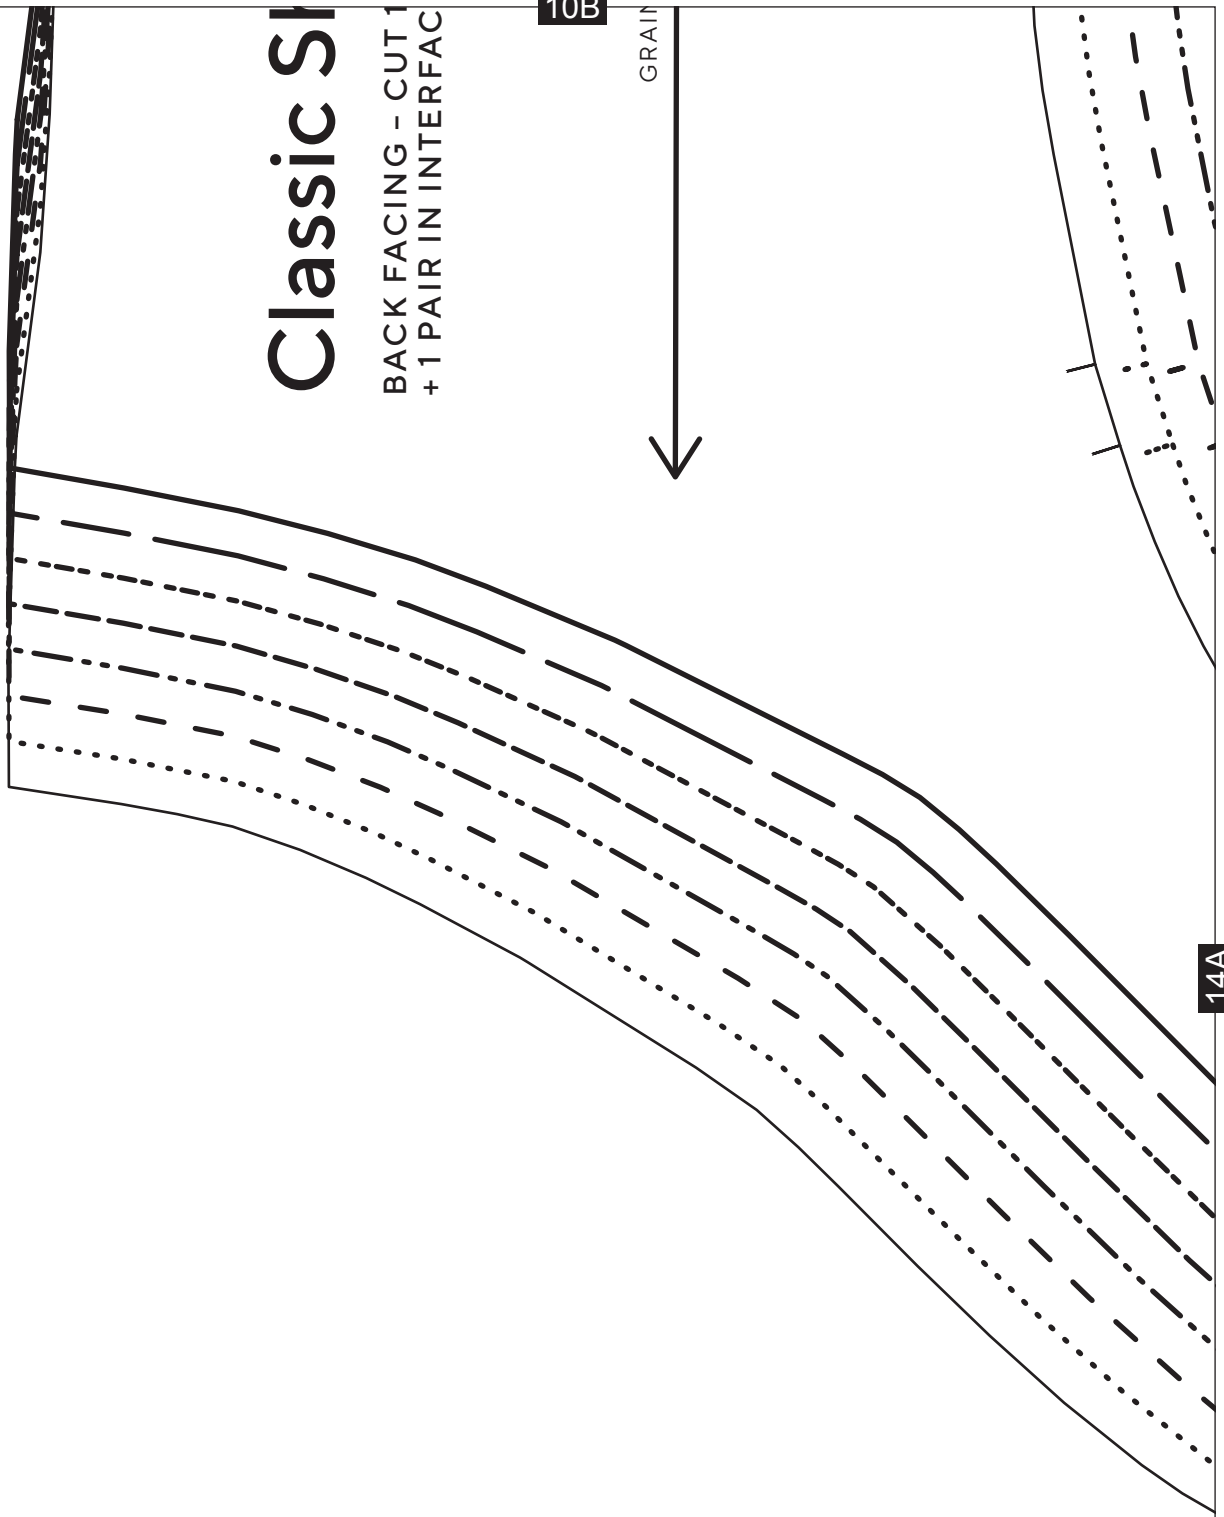 10B
Classic Sh
BACK FACING - CUT 1
+ 1 PAIR IN INTERFAC
GRAIN
14A